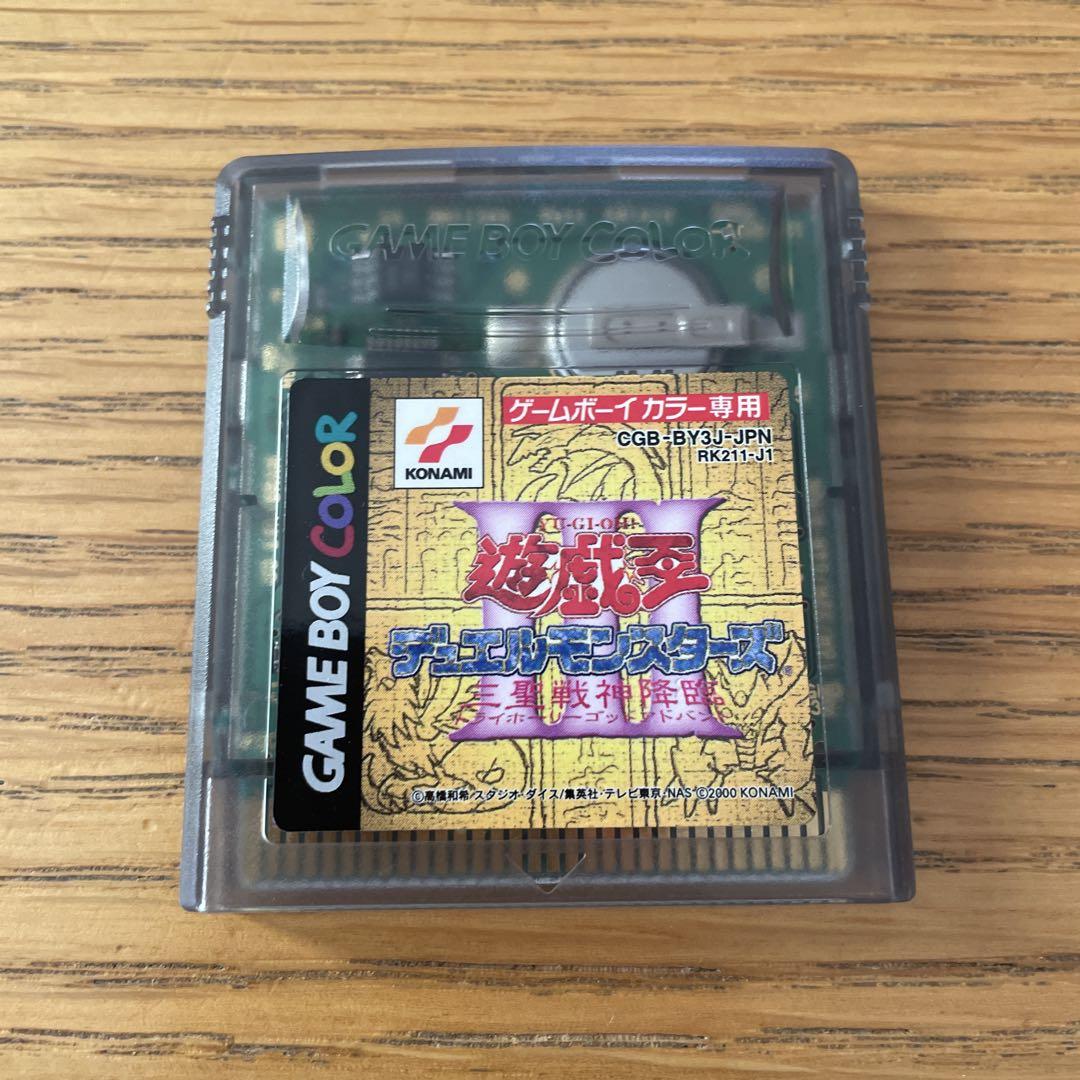 GAME BOY COLOR
GAME BOY COLOR
KONAMI
ゲームボーイカラー専用
CGB-BY3J-JPN
RK211-J1
YU-GI-OH!
III
遊戯王
デュエルモンスターズ
三聖戦神降臨
トライホーリーゴッドアドバント
©高橋和希 スタジオ・ダイス/集英社・テレビ東京・NAS ©2000 KONAMI